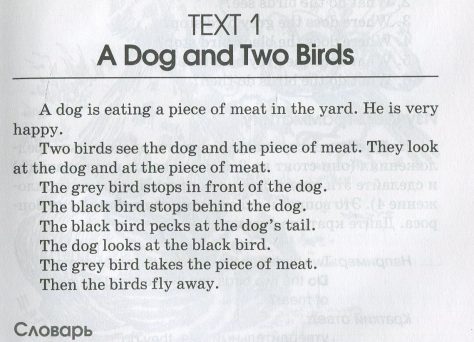 TEXT 1
A Dog and Two Birds
A dog is eating a piece of meat in the yard. He is very
happy.
Two birds see the dog and the piece of meat. They look
at the dog and at the piece of meat.
The grey bird stops in front of the dog.
The black bird stops behind the dog.
The black bird pecks at the dog's tail.
The dog looks at the black bird.
The grey bird takes the piece of meat.
Then the birds fly away.
Словарь